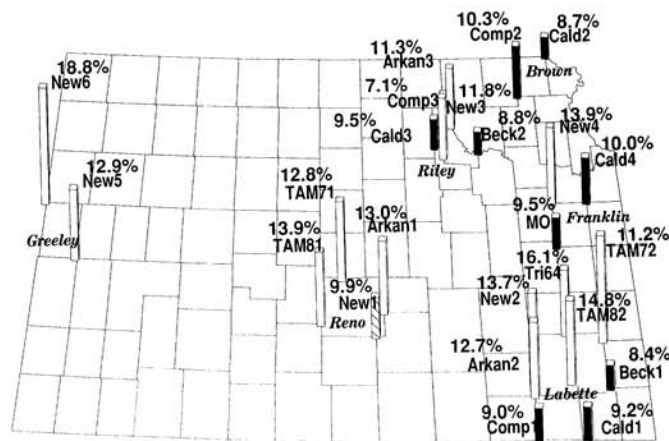 10.3%
Comp2
8.7%
Cald2
Brown
11.3%
Arkan3
18.8%
New6
7.1%
Comp3
11.8%
New3
9.5%
Cald3
8.8%
Beck2
13.9%
New4
10.0%
Cald4
Riley
12.9%
New5
12.8%
TAM71
9.5%
MO
Franklin
Greeley
13.9%
TAM81
13.0%
Arkan1
11.2%
TAM72
16.1%
Tri64
9.9%
New1
Reno
13.7%
New2
14.8%
TAM82
12.7%
Arkan2
8.4%
Beck1
Labette
9.0%
Comp1
9.2%
Cald1